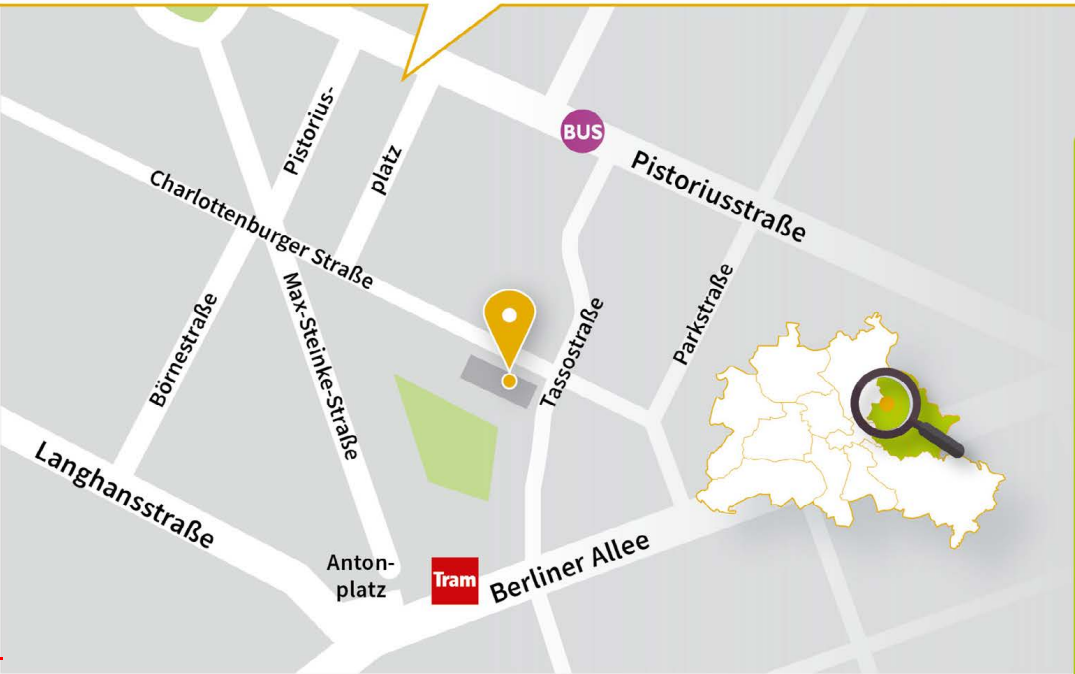 Pistorius-
platz
BUS
Pistoriusstraße
Charlottenburger Straße
Max-Steinke-Straße
Börnestraße
Tassostraße
Parkstraße
Langhansstraße
Anton-
platz
Tram
Berliner Allee